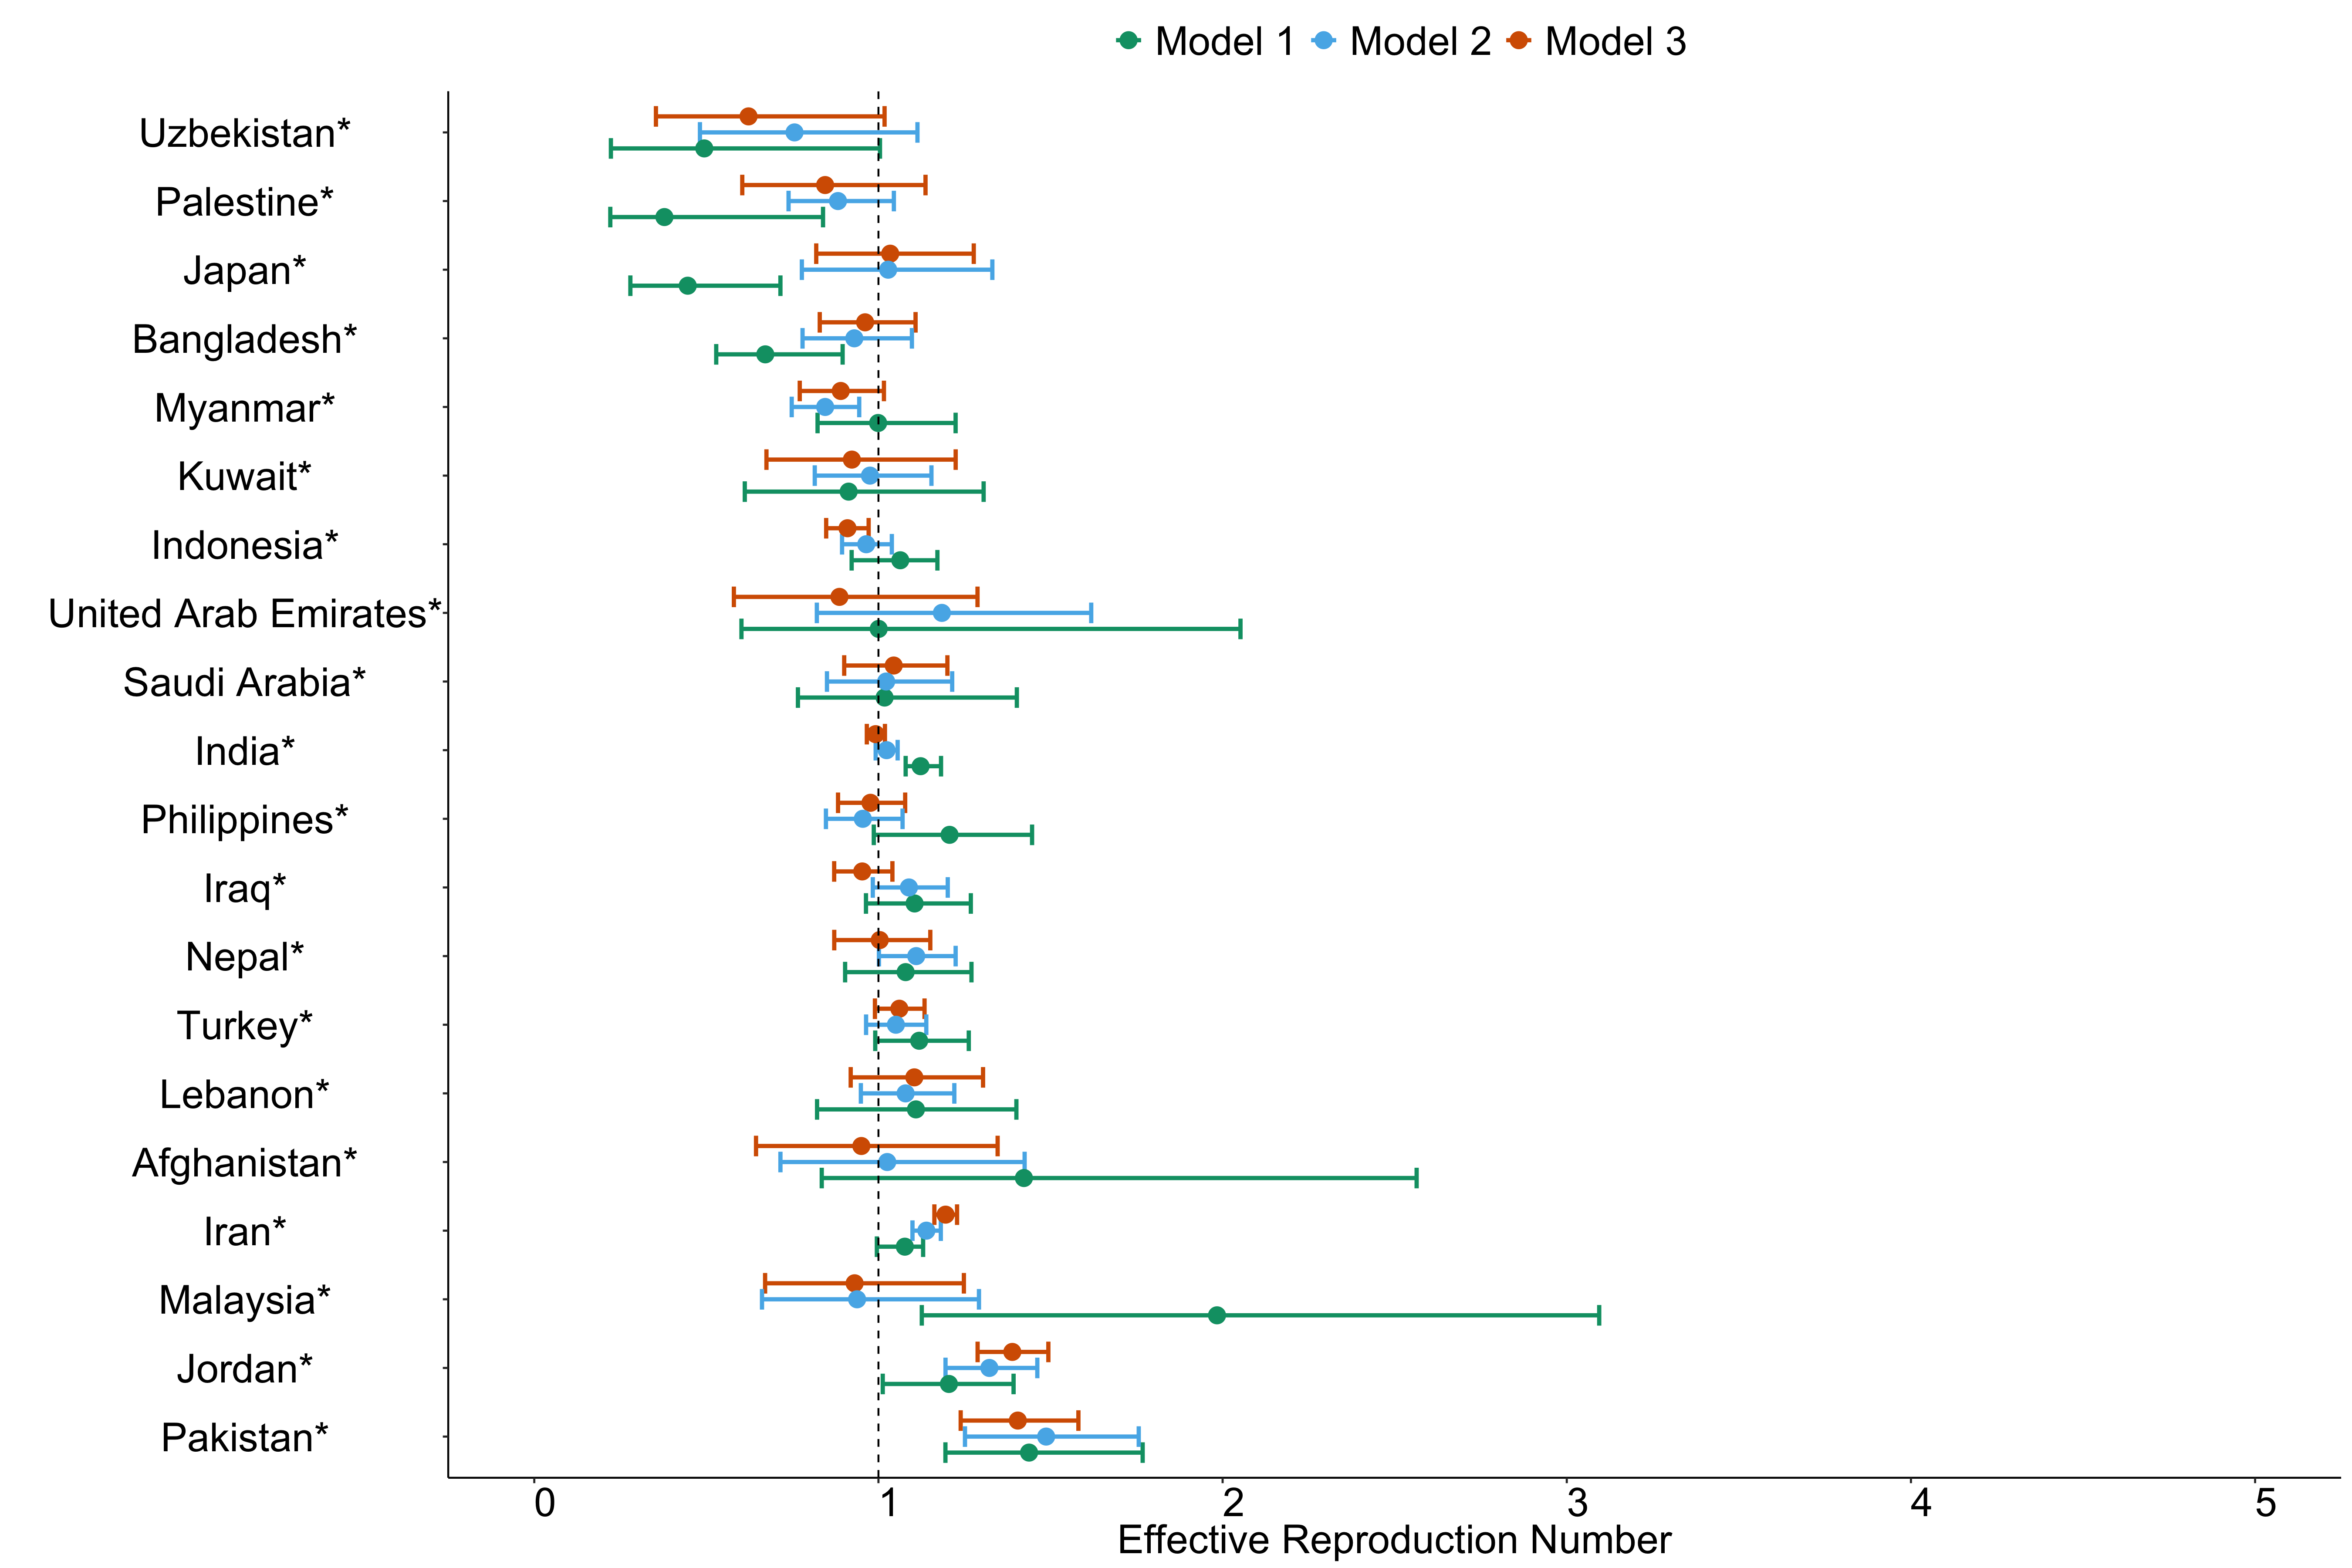 Model 1 Model 2 Model 3
Uzbekistan*
Palestine*
Japan*
Bangladesh*
Myanmar*
Kuwait*
Indonesia*
United Arab Emirates*
Saudi Arabia*
India*
Philippines*
Iraq*
Nepal*
Turkey*
Lebanon*
Afghanistan*
Iran*
Malaysia*
Jordan*
Pakistan*
0 1 2 3 4 5
Effective Reproduction Number